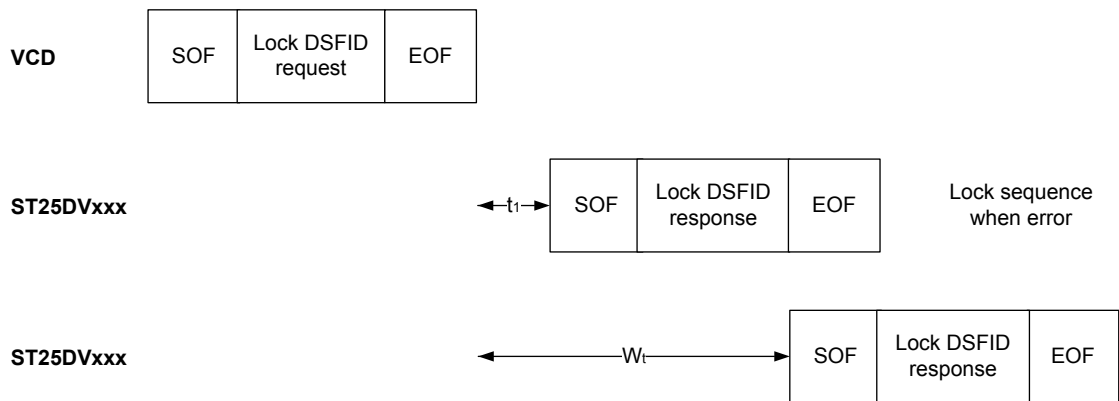 VCD
SOF
Lock DSFID
request
EOF
ST25DVxxx
t1
SOF
Lock DSFID
response
EOF
Lock sequence
when error
ST25DVxxx
Wt
SOF
Lock DSFID
response
EOF